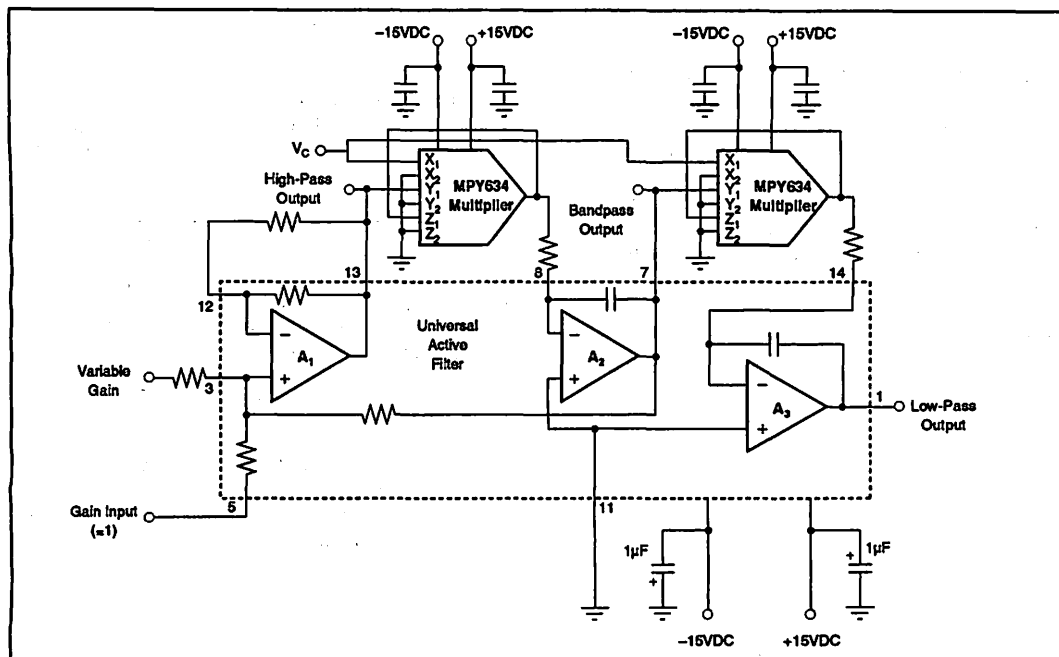 −15VDC
+15VDC
−15VDC
+15VDC
VC
X1
X2
Y1
Y2
Z1
Z2
MPY634
Multiplier
X1
X2
Y1
Y2
Z1
Z2
MPY634
Multiplier
High-Pass
Output
Bandpass
Output
13
8
7
14
12
Universal
Active
Filter
A1
−
+
A2
−
+
A3
−
+
Variable
Gain
3
1
Low-Pass
Output
5
11
Gain Input
(=1)
1µF
+
+
1µF
−15VDC
+15VDC